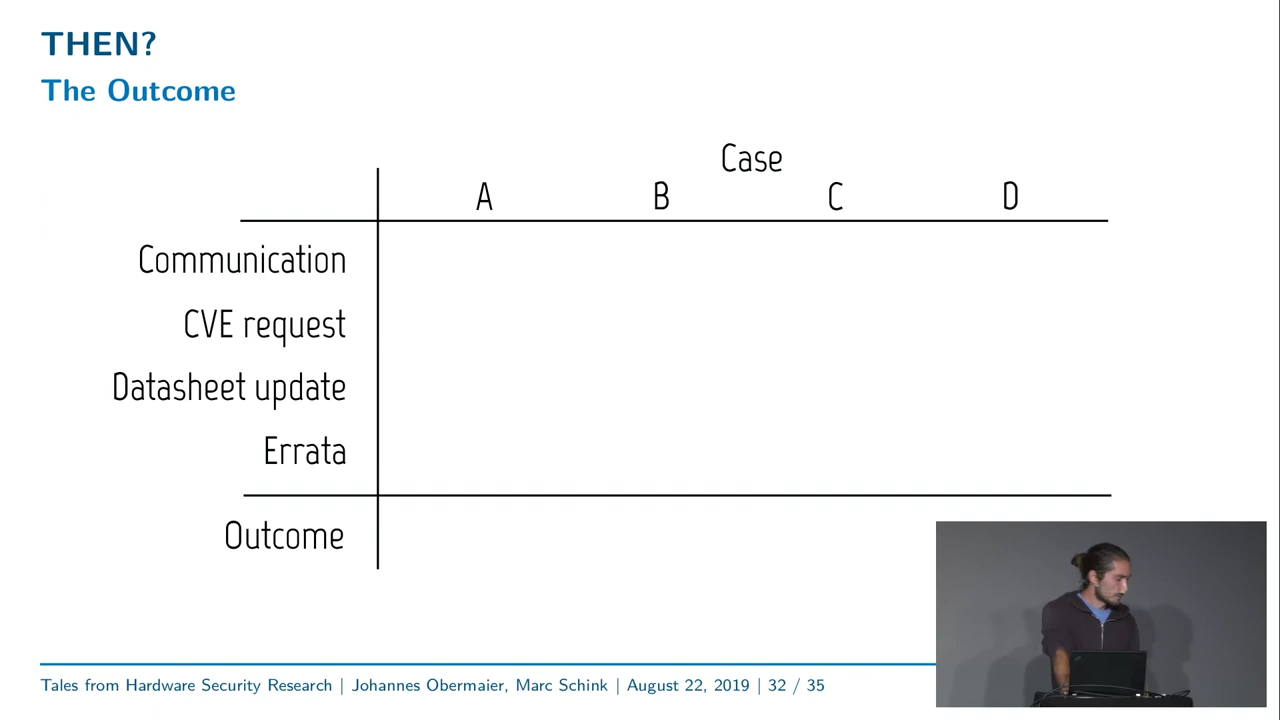 THEN?
The Outcome
Case
A B C D
Communication
CVE request
Datasheet update
Errata
Outcome
Tales from Hardware Security Research | Johannes Obermaier, Marc Schink | August 22, 2019 | 32 / 35